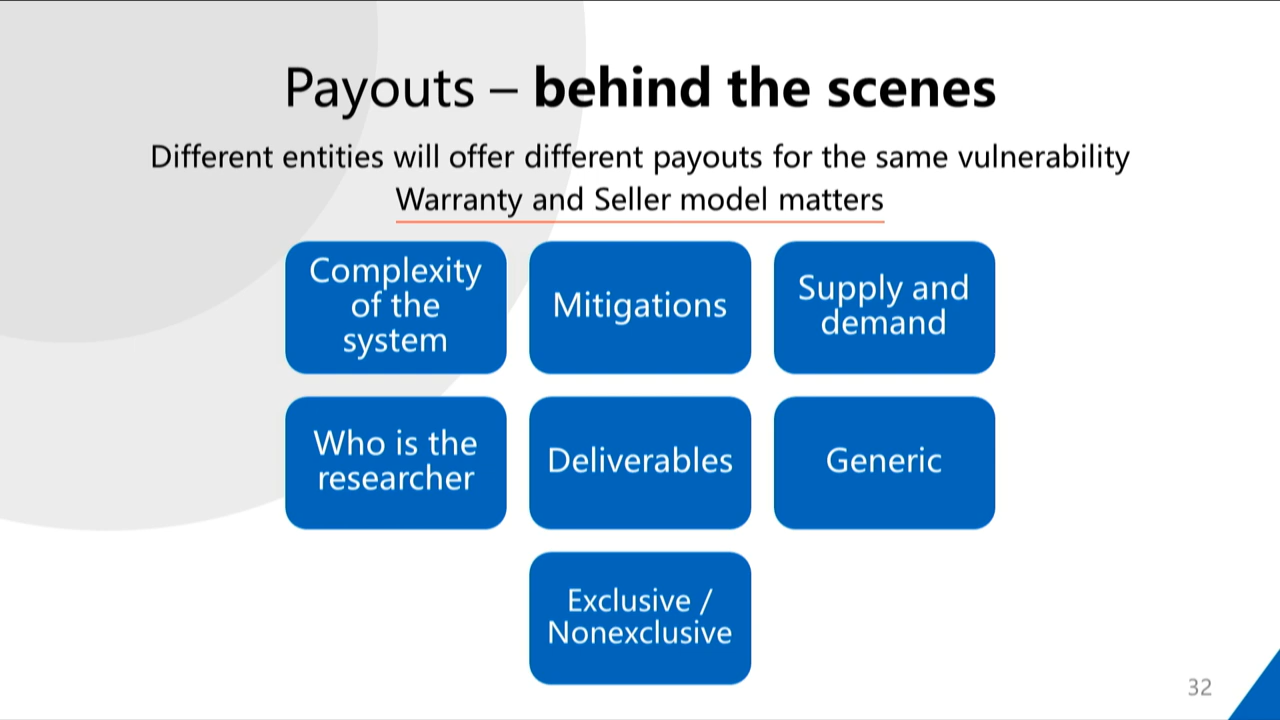 Payouts – behind the scenes
Different entities will offer different payouts for the same vulnerability
Warranty and Seller model matters
Complexity
of the
system
Mitigations
Supply and
demand
Who is the
researcher
Deliverables
Generic
Exclusive /
Nonexclusive
32